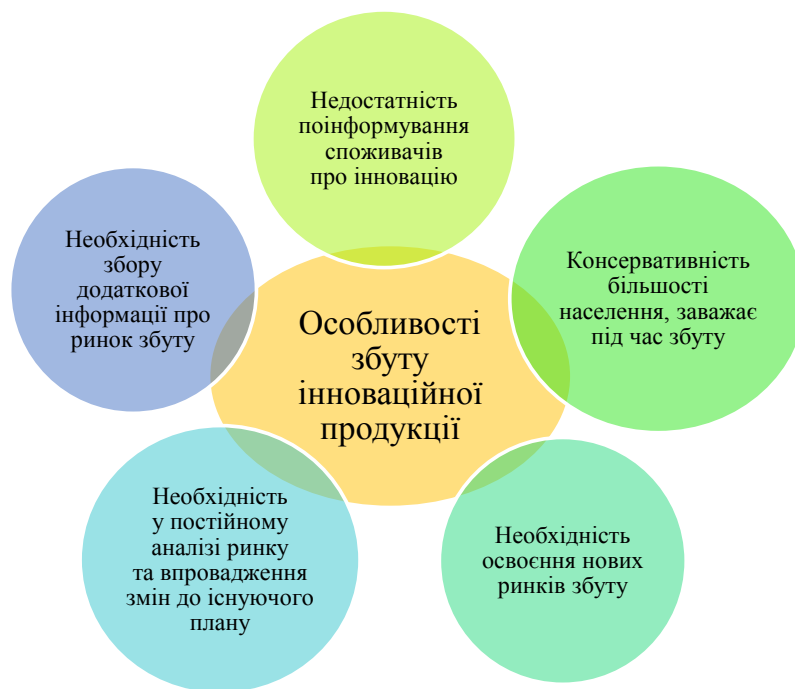 Недостатність
поінформування
споживачів
про інновацію
Необхідність
збору
додаткової
інформації про
ринок збуту
Консервативність
більшості
населення, заважає
під час збуту
Особливості
збуту
інноваційної
продукції
Необхідність
у постійному
аналізі ринку
та впровадження
змін до існуючого
плану
Необхідність
освоєння нових
ринків збуту